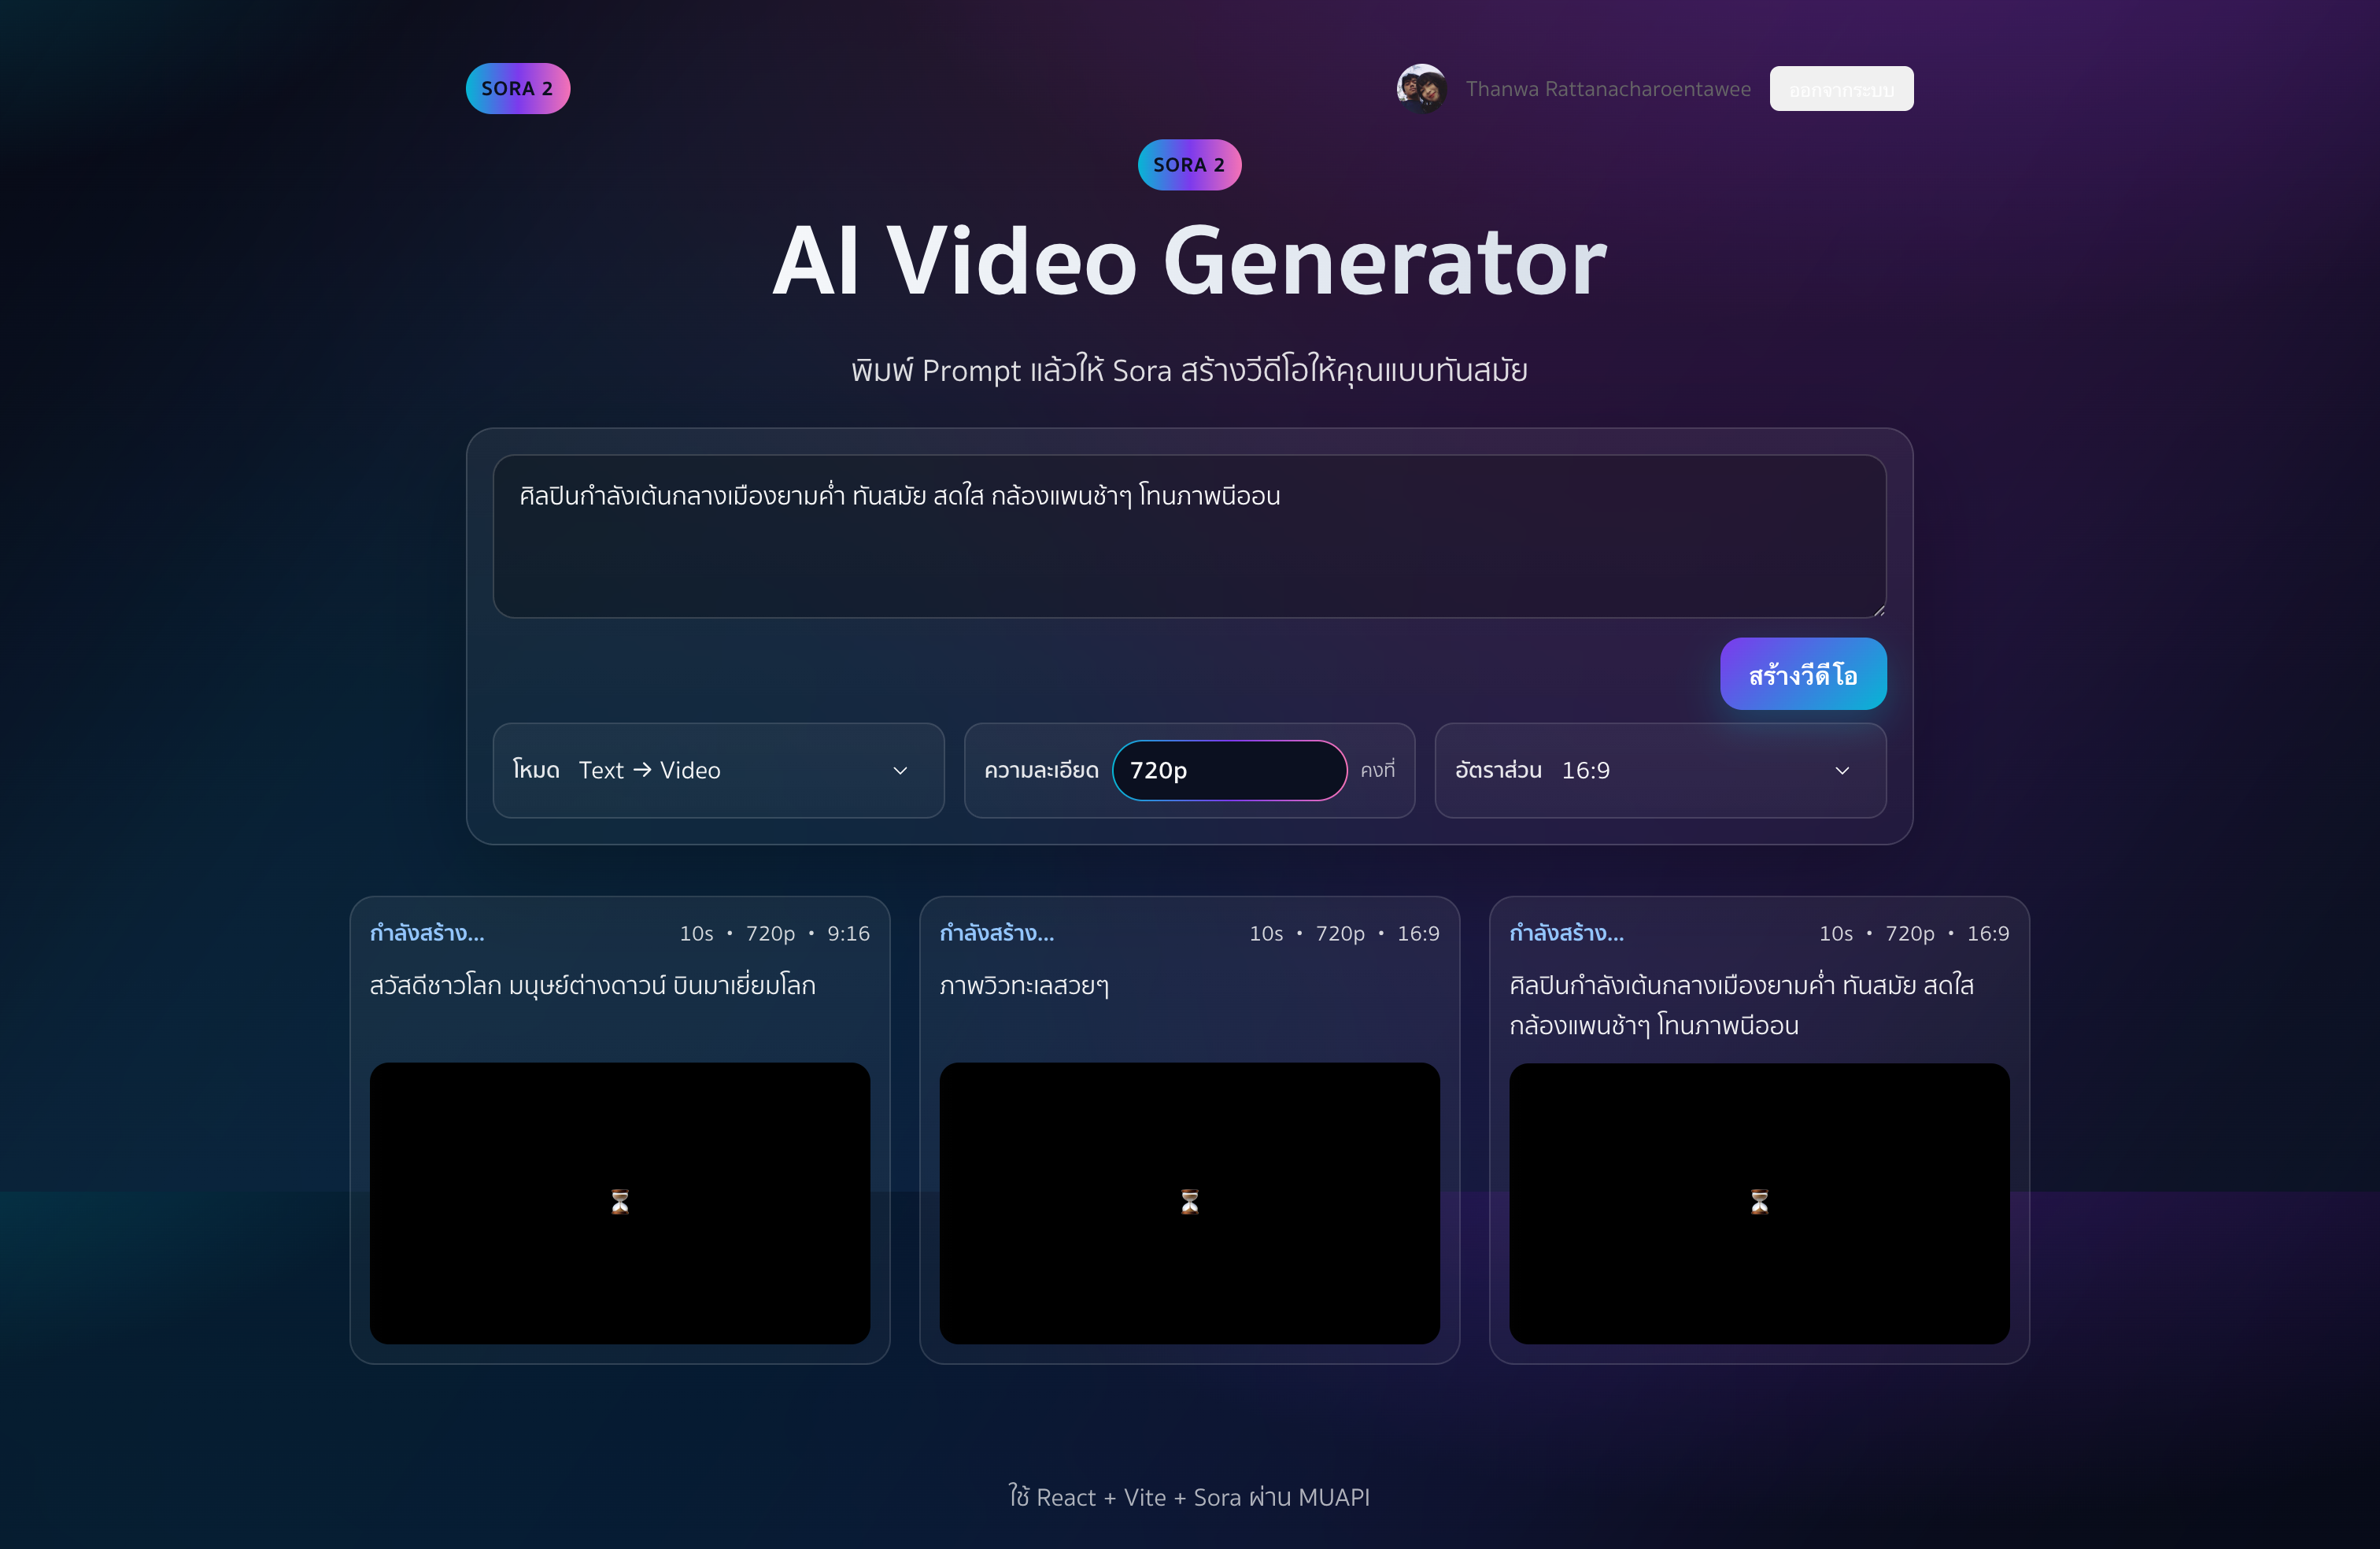 SORA 2
Thanwa Rattanacharoentawee
ออกจากระบบ
SORA 2
AI Video Generator
พิมพ์ Prompt แล้วให้ Sora สร้างวีดีโอให้คุณแบบทันสมัย
ศิลปินกำลังเต้นกลางเมืองยามค่ำ ทันสมัย สดใส กล้องแพนช้าๆ โทนภาพนีออน
สร้างวีดีโอ
โหมด Text → Video
ความละเอียด 720p คงที่
อัตราส่วน 16:9
กำลังสร้าง... 10s • 720p • 9:16
สวัสดีชาวโลก มนุษย์ต่างดาวน์ บินมาเยี่ยมโลก
กำลังสร้าง... 10s • 720p • 16:9
ภาพวิวทะเลสวยๆ
กำลังสร้าง... 10s • 720p • 16:9
ศิลปินกำลังเต้นกลางเมืองยามค่ำ ทันสมัย สดใส
กล้องแพนช้าๆ โทนภาพนีออน
ใช้ React + Vite + Sora ผ่าน MUAPI